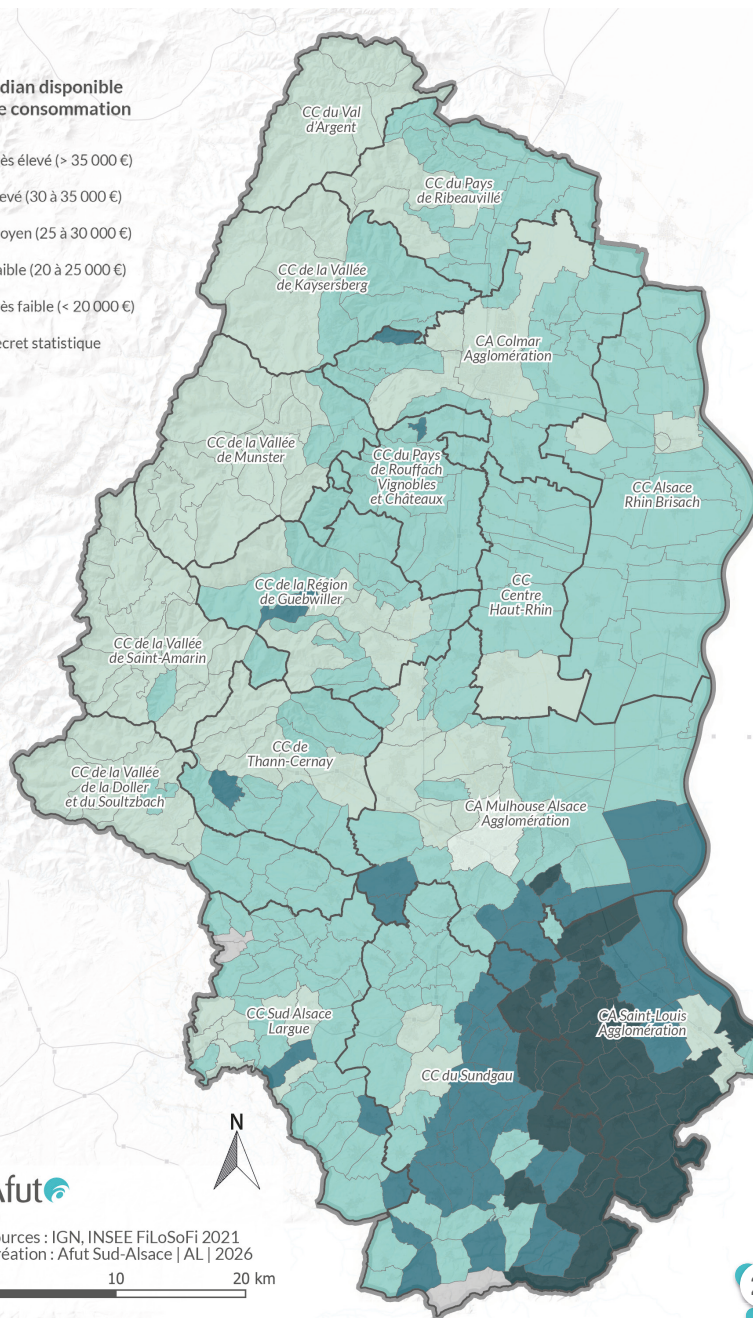 dian disponible
e consommation
ès élevé (> 35 000 €)
evé (30 à 35 000 €)
oyen (25 à 30 000 €)
aible (20 à 25 000 €)
ès faible (< 20 000 €)
ecret statistique
CC du Val
d'Argent
CC du Pays
de Ribeauvillé
CC de la Vallée
de Kaysersberg
CA Colmar
Agglomération
CC de la Vallée
de Munster
CC du Pays
de Rouffach
Vignobles
et Châteaux
CC Alsace
Rhin Brisach
CC de la Région
de Guebwiller
CC
Centre
Haut-Rhin
CC de la Vallée
de Saint-Amarin
CC de
Thann-Cernay
CC de la Vallée
de la Doller
et du Soultzbach
CA Mulhouse Alsace
Agglomération
CC Sud Alsace
Largue
CA Saint-Louis
Agglomération
CC du Sundgau
N
Afut
ources : IGN, INSEE FiLoSoFi 2021
réation : Afut Sud-Alsace | AL | 2026
10 20 km